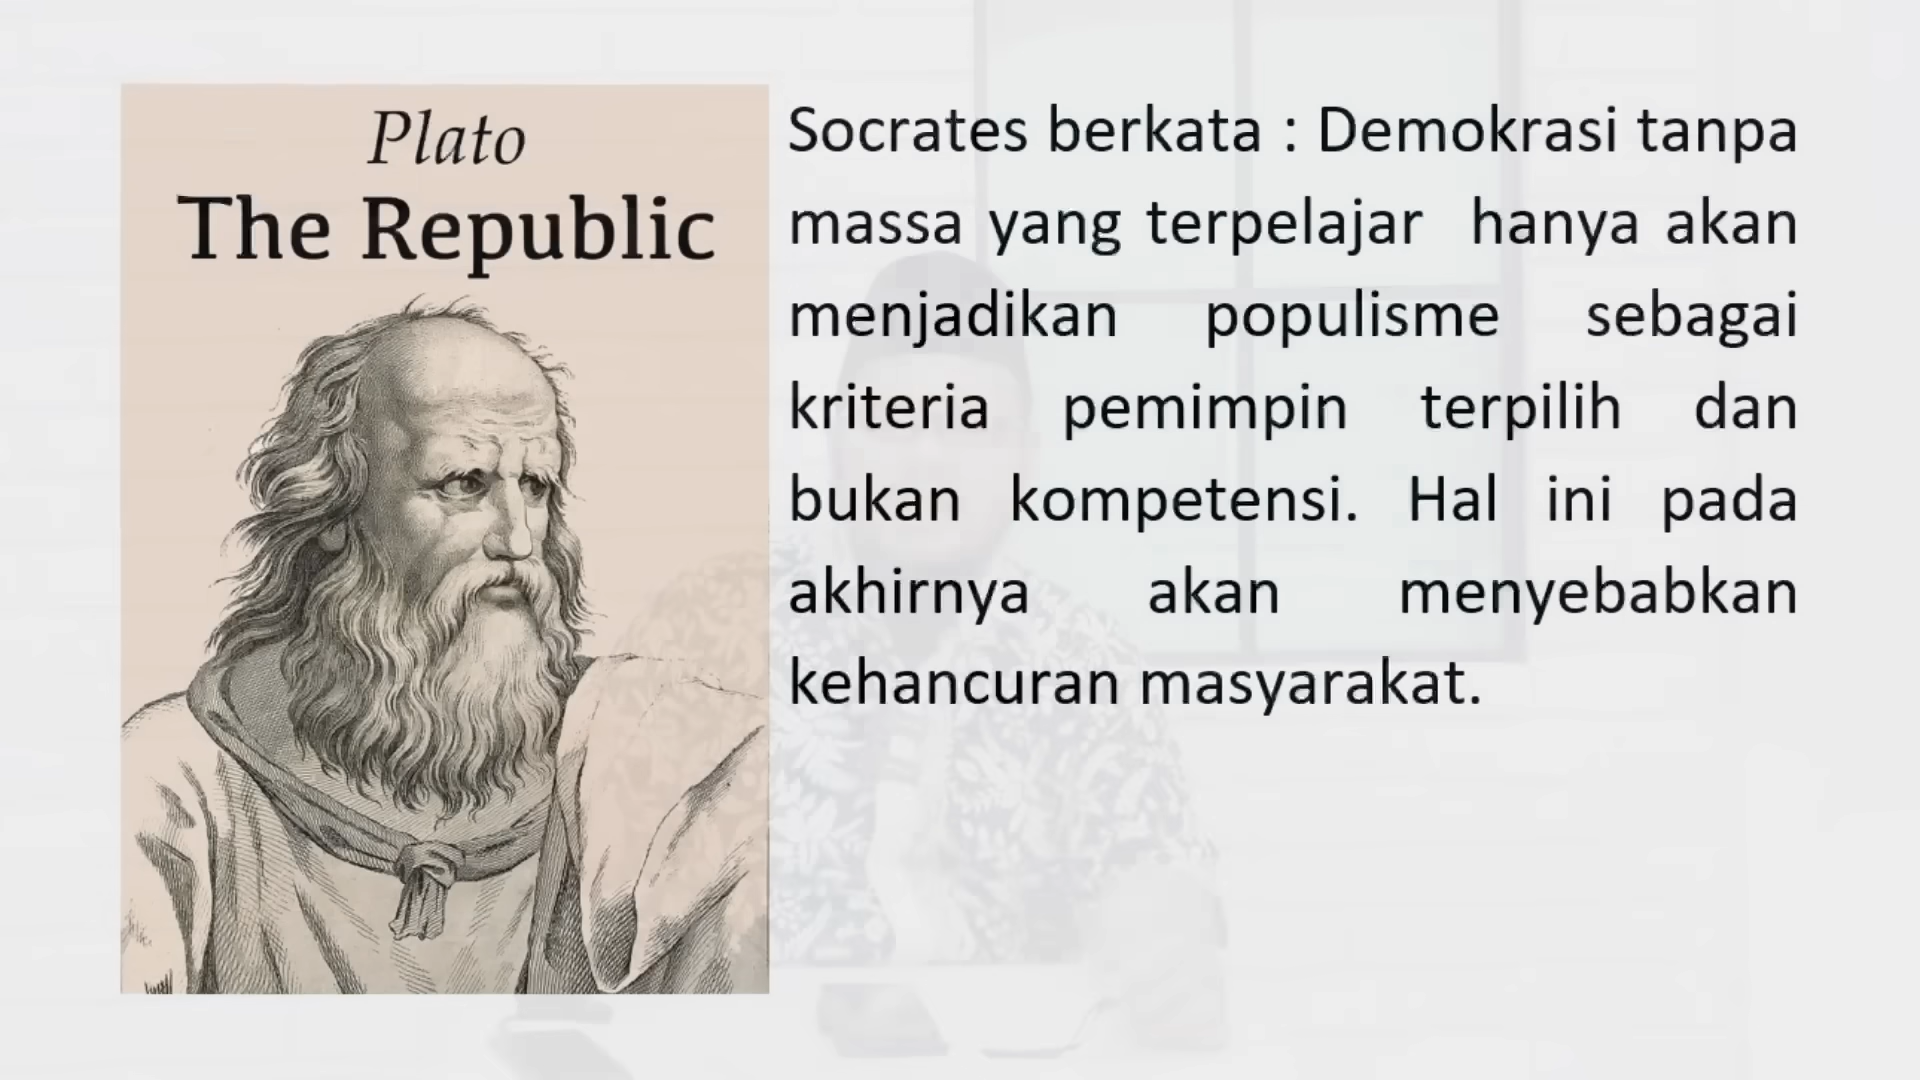 Plato
The Republic
Socrates berkata : Demokrasi tanpa
massa yang terpelajar hanya akan
menjadikan populisme sebagai
kriteria pemimpin terpilih dan
bukan kompetensi. Hal ini pada
akhirnya akan menyebabkan
kehancuran masyarakat.